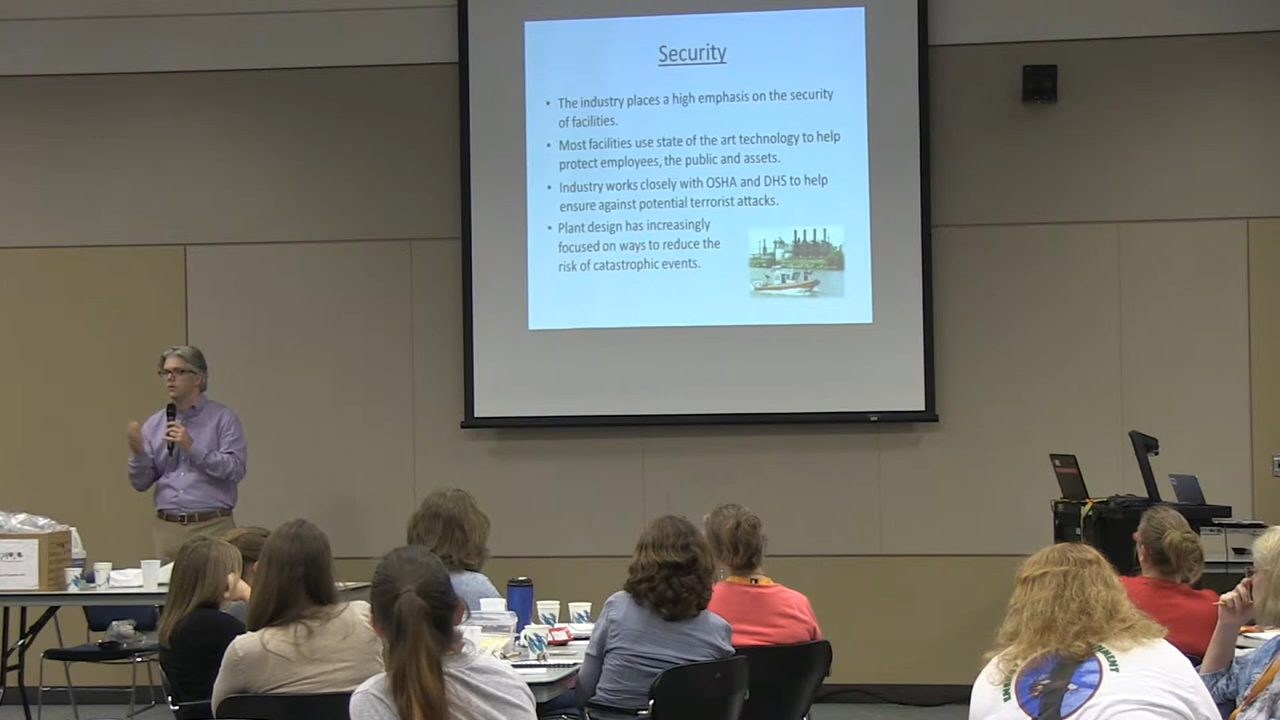 Security
• The industry places a high emphasis on the security
of facilities.
• Most facilities use state of the art technology to help
protect employees, the public and assets.
• Industry works closely with OSHA and DHS to help
ensure against potential terrorist attacks.
• Plant design has increasingly
focused on ways to reduce the
risk of catastrophic events.